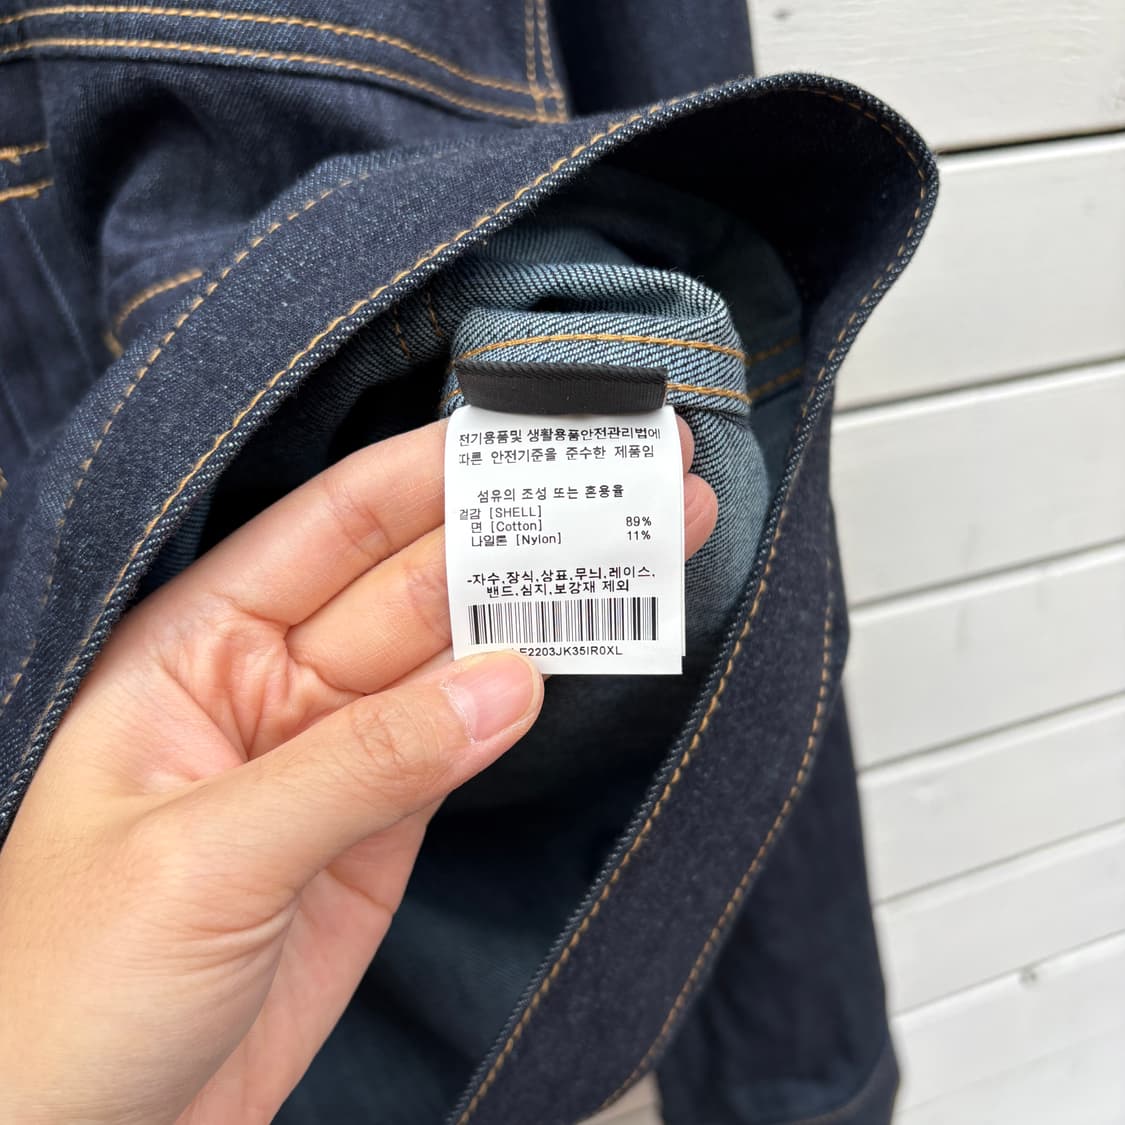 전기용품및 생활용품안전관리법에
따른 안전기준을 준수한 제품임
섬유의 조성 또는 혼용율
겉감 [SHELL]
면 [Cotton] 89%
나일론 [Nylon] 11%
-자수,장식,상표,무늬,레이스,
밴드,심지,보강재 제외
E2203JK35IR0XL